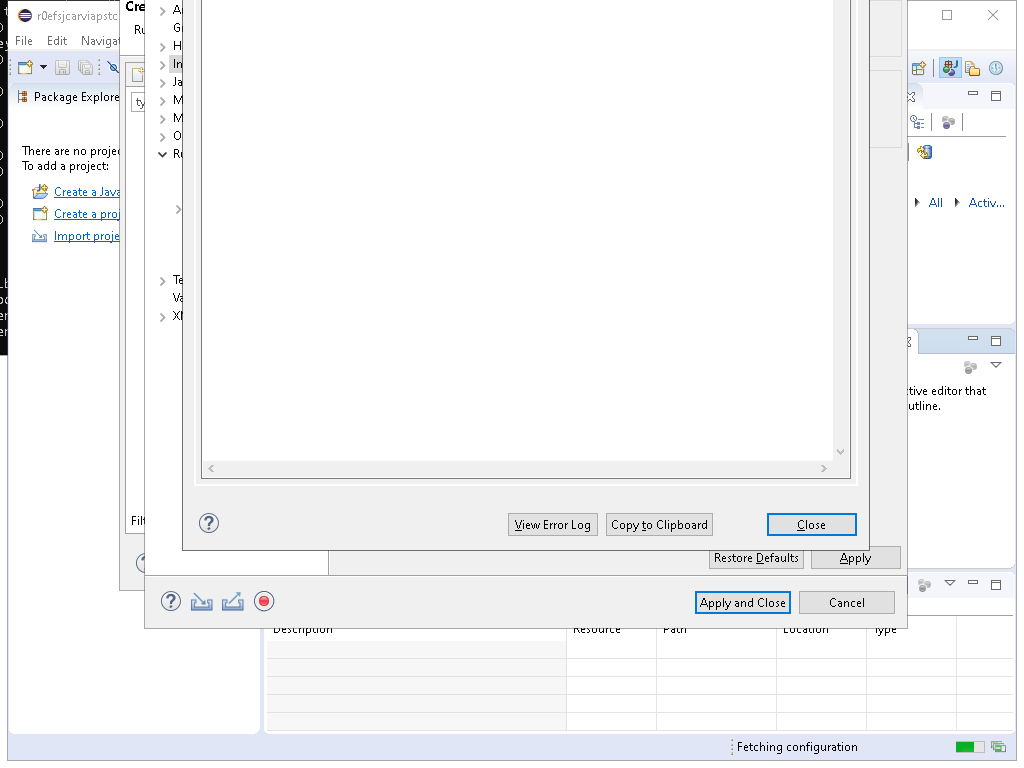 r0efsjcarviapstc
File Edit Navigat
Package Explore
There are no projec
To add a project:
Create a Java
Create a proj
Import proje
Cre
Ru
ty
Filt
A
G
H
In
Ja
M
M
O
Ru
Te
Va
XM
View Error Log
Copy to Clipboard
Close
Restore Defaults
Apply
Apply and Close
Cancel
All
Activ...
ctive editor that
utline.
Description Resource Path Location Type
Fetching configuration